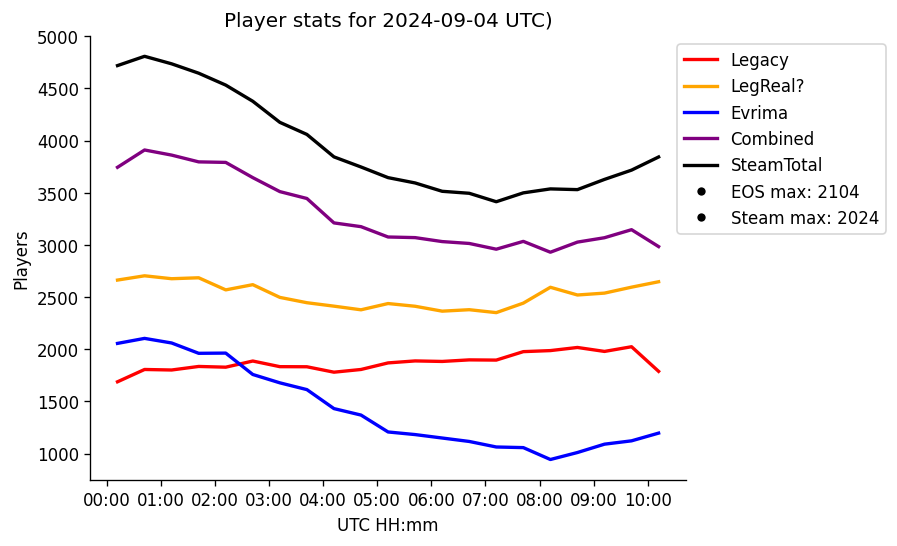 Player stats for 2024-09-04 UTC)
5000
4500
4000
3500
3000
2500
2000
1500
1000
Players
00:00 01:00 02:00 03:00 04:00 05:00 06:00 07:00 08:00 09:00 10:00
UTC HH:mm
Legacy
LegReal?
Evrima
Combined
SteamTotal
EOS max: 2104
Steam max: 2024